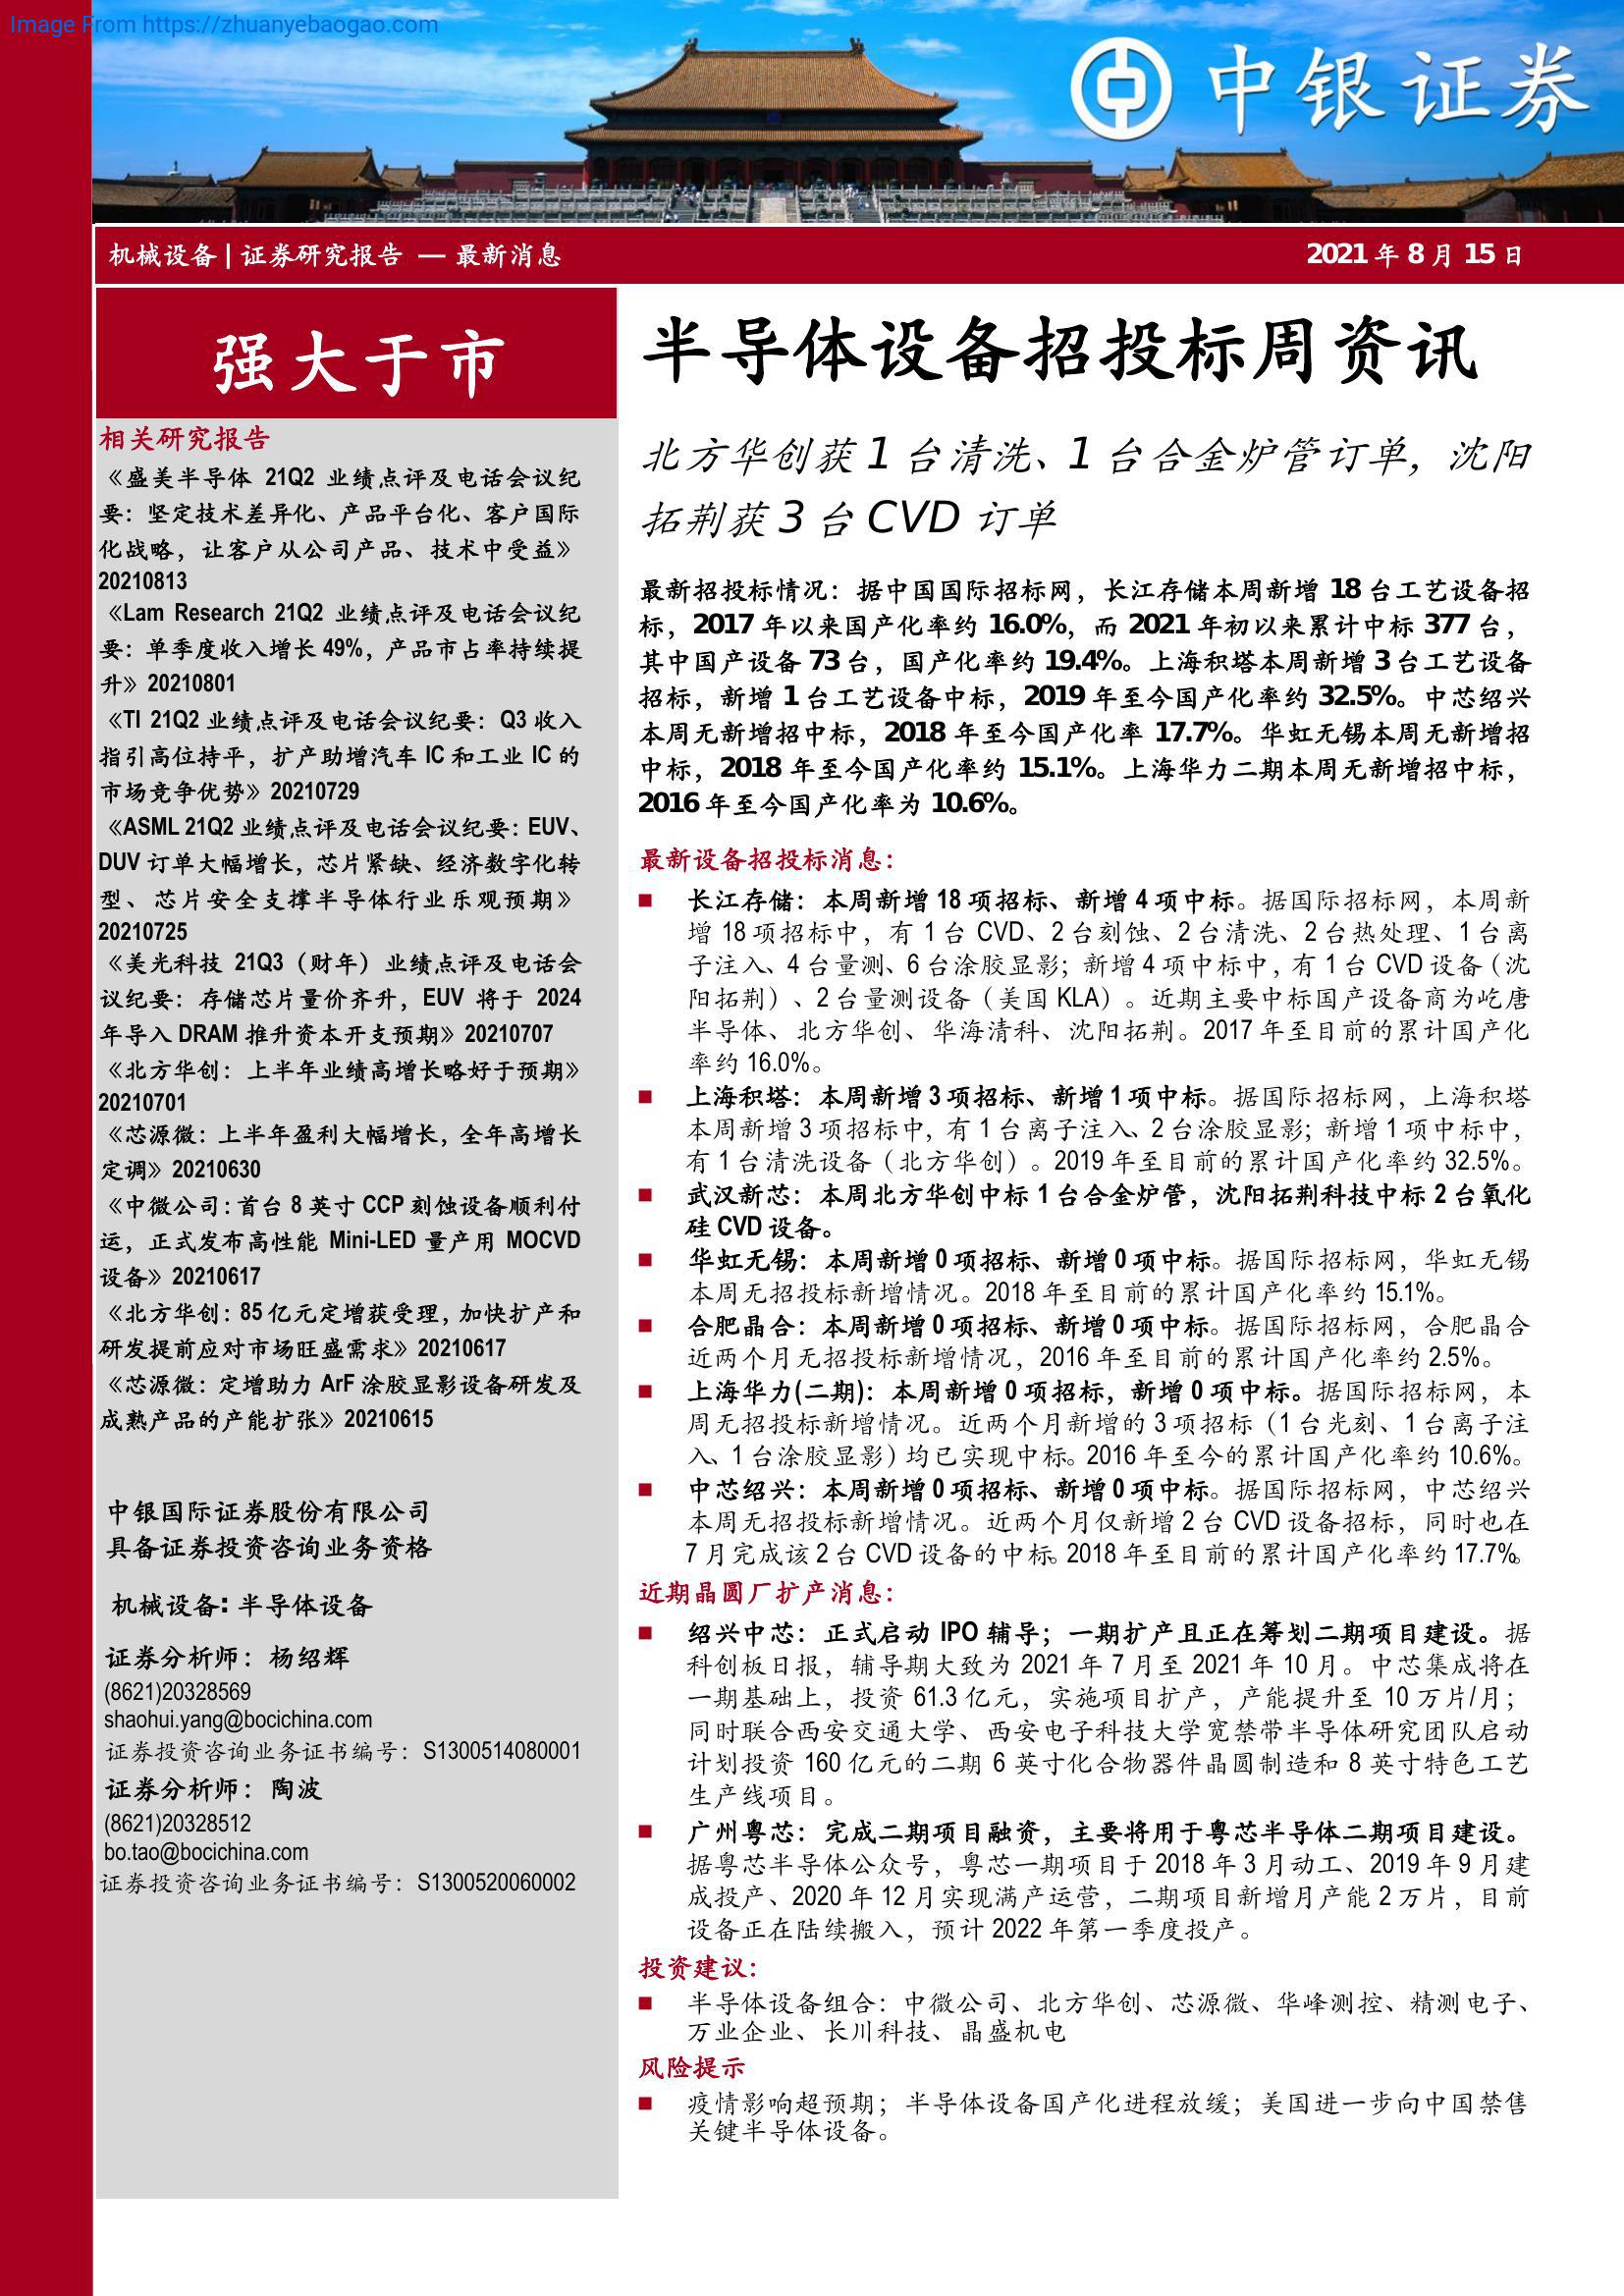 Image From https://zhuanyebaogao.com
中银证券
机械设备 | 证券研究报告 — 最新消息
2021 年 8 月 15 日
强大于市
相关研究报告
《盛美半导体 21Q2 业绩点评及电话会议纪
要：坚定技术差异化、产品平台化、客户国际
化战略，让客户从公司产品、技术中受益》
20210813
《Lam Research 21Q2 业绩点评及电话会议纪
要：单季度收入增长 49%，产品市占率持续提
升》20210801
《TI 21Q2 业绩点评及电话会议纪要：Q3 收入
指引高位持平，扩产助增汽车 IC 和工业 IC 的
市场竞争优势》20210729
《ASML 21Q2 业绩点评及电话会议纪要：EUV、
DUV 订单大幅增长，芯片紧缺、经济数字化转
型、芯片安全支撑半导体行业乐观预期》
20210725
《美光科技 21Q3（财年）业绩点评及电话会
议纪要：存储芯片量价齐升，EUV 将于 2024
年导入 DRAM 推升资本开支预期》20210707
《北方华创：上半年业绩高增长略好于预期》
20210701
《芯源微：上半年盈利大幅增长，全年高增长
定调》20210630
《中微公司：首台 8 英寸 CCP 刻蚀设备顺利付
运，正式发布高性能 Mini-LED 量产用 MOCVD
设备》20210617
《北方华创：85 亿元定增获受理，加快扩产和
研发提前应对市场旺盛需求》20210617
《芯源微：定增助力 ArF 涂胶显影设备研发及
成熟产品的产能扩张》20210615
中银国际证券股份有限公司
具备证券投资咨询业务资格
机械设备: 半导体设备
证券分析师：杨绍辉
(8621)20328569
shaohui.yang@bocichina.com
证券投资咨询业务证书编号：S1300514080001
证券分析师：陶波
(8621)20328512
bo.tao@bocichina.com
证券投资咨询业务证书编号：S1300520060002
半导体设备招投标周资讯
北方华创获 1 台清洗、1 台合金炉管订单，沈阳
拓荆获 3 台 CVD 订单
最新招投标情况：据中国国际招标网，长江存储本周新增 18 台工艺设备招
标，2017 年以来国产化率约 16.0%，而 2021 年初以来累计中标 377 台，
其中国产设备 73 台，国产化率约 19.4%。上海积塔本周新增 3 台工艺设备
招标，新增 1 台工艺设备中标，2019 年至今国产化率约 32.5%。中芯绍兴
本周无新增招中标，2018 年至今国产化率 17.7%。华虹无锡本周无新增招
中标，2018 年至今国产化率约 15.1%。上海华力二期本周无新增招中标，
2016 年至今国产化率为 10.6%。
最新设备招投标消息：
■ 长江存储：本周新增 18 项招标、新增 4 项中标。据国际招标网，本周新
增 18 项招标中，有 1 台 CVD、2 台刻蚀、2 台清洗、2 台热处理、1 台离
子注入、4 台量测、6 台涂胶显影；新增 4 项中标中，有 1 台 CVD 设备（沈
阳拓荆）、2 台量测设备（美国 KLA）。近期主要中标国产设备商为屹唐
半导体、北方华创、华海清科、沈阳拓荆。2017 年至目前的累计国产化
率约 16.0%。
■ 上海积塔：本周新增 3 项招标、新增 1 项中标。据国际招标网，上海积塔
本周新增 3 项招标中，有 1 台离子注入、2 台涂胶显影；新增 1 项中标中，
有 1 台清洗设备（北方华创）。2019 年至目前的累计国产化率约 32.5%。
■ 武汉新芯：本周北方华创中标 1 台合金炉管，沈阳拓荆科技中标 2 台氧化
硅 CVD 设备。
■ 华虹无锡：本周新增 0 项招标、新增 0 项中标。据国际招标网，华虹无锡
本周无招投标新增情况。2018 年至目前的累计国产化率约 15.1%。
■ 合肥晶合：本周新增 0 项招标、新增 0 项中标。据国际招标网，合肥晶合
近两个月无招投标新增情况，2016 年至目前的累计国产化率约 2.5%。
■ 上海华力(二期)：本周新增 0 项招标，新增 0 项中标。据国际招标网，本
周无招投标新增情况。近两个月新增的 3 项招标（1 台光刻、1 台离子注
入、1 台涂胶显影）均已实现中标。2016 年至今的累计国产化率约 10.6%。
■ 中芯绍兴：本周新增 0 项招标、新增 0 项中标。据国际招标网，中芯绍兴
本周无招投标新增情况。近两个月仅新增 2 台 CVD 设备招标，同时也在
7 月完成该 2 台 CVD 设备的中标。2018 年至目前的累计国产化率约 17.7%。
近期晶圆厂扩产消息：
■ 绍兴中芯：正式启动 IPO 辅导；一期扩产且正在筹划二期项目建设。据
科创板日报，辅导期大致为 2021 年 7 月至 2021 年 10 月。中芯集成将在
一期基础上，投资 61.3 亿元，实施项目扩产，产能提升至 10 万片/月；
同时联合西安交通大学、西安电子科技大学宽禁带半导体研究团队启动
计划投资 160 亿元的二期 6 英寸化合物器件晶圆制造和 8 英寸特色工艺
生产线项目。
■ 广州粤芯：完成二期项目融资，主要将用于粤芯半导体二期项目建设。
据粤芯半导体公众号，粤芯一期项目于 2018 年 3 月动工、2019 年 9 月建
成投产、2020 年 12 月实现满产运营，二期项目新增月产能 2 万片，目前
设备正在陆续搬入，预计 2022 年第一季度投产。
投资建议：
■ 半导体设备组合：中微公司、北方华创、芯源微、华峰测控、精测电子、
万业企业、长川科技、晶盛机电
风险提示
■ 疫情影响超预期；半导体设备国产化进程放缓；美国进一步向中国禁售
关键半导体设备。